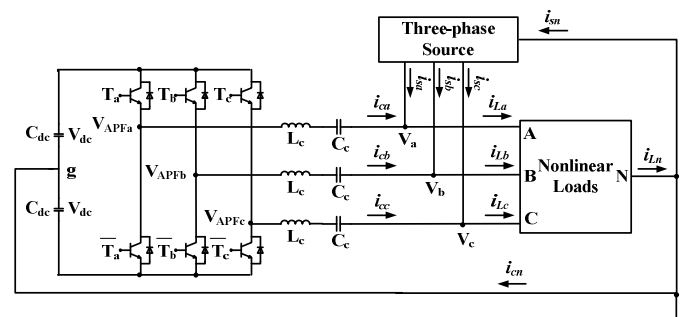 Three-phase
Source
i_sn
i_sa
i_sb
i_sc
T_a
T_b
T_c
C_dc
V_dc
V_APFa
L_c
C_c
i_ca
V_a
i_La
A
g
V_APFb
L_c
C_c
i_cb
V_b
i_Lb
B
Nonlinear
Loads
N
i_Ln
C_dc
V_dc
V_APFc
L_c
C_c
i_cc
V_c
i_Lc
C
T̅_a
T̅_b
T̅_c
i_cn